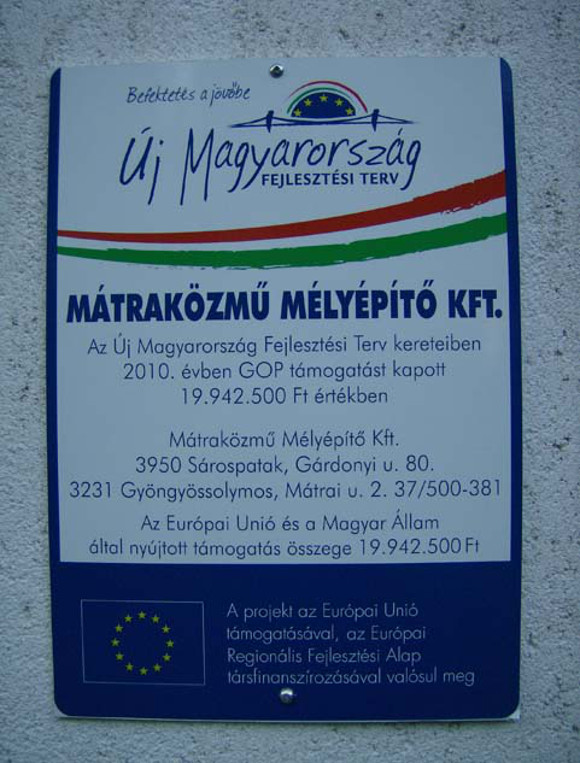 Befektetés a jövőbe
Új Magyarország
FEJLESZTÉSI TERV
MÁTRAKÖZMŰ MÉLYÉPÍTŐ KFT.
Az Új Magyarország Fejlesztési Terv kereteiben
2010. évben GOP támogatást kapott
19.942.500 Ft értékben
Mátraközmű Mélyépítő Kft.
3950 Sárospatak, Gárdonyi u. 80.
3231 Gyöngyössolymos, Mátrai u. 2. 37/500-381
Az Európai Unió és a Magyar Állam
által nyújtott támogatás összege 19.942.500 Ft
A projekt az Európai Unió
támogatásával, az Európai
Regionális Fejlesztési Alap
társfinanszírozásával valósul meg